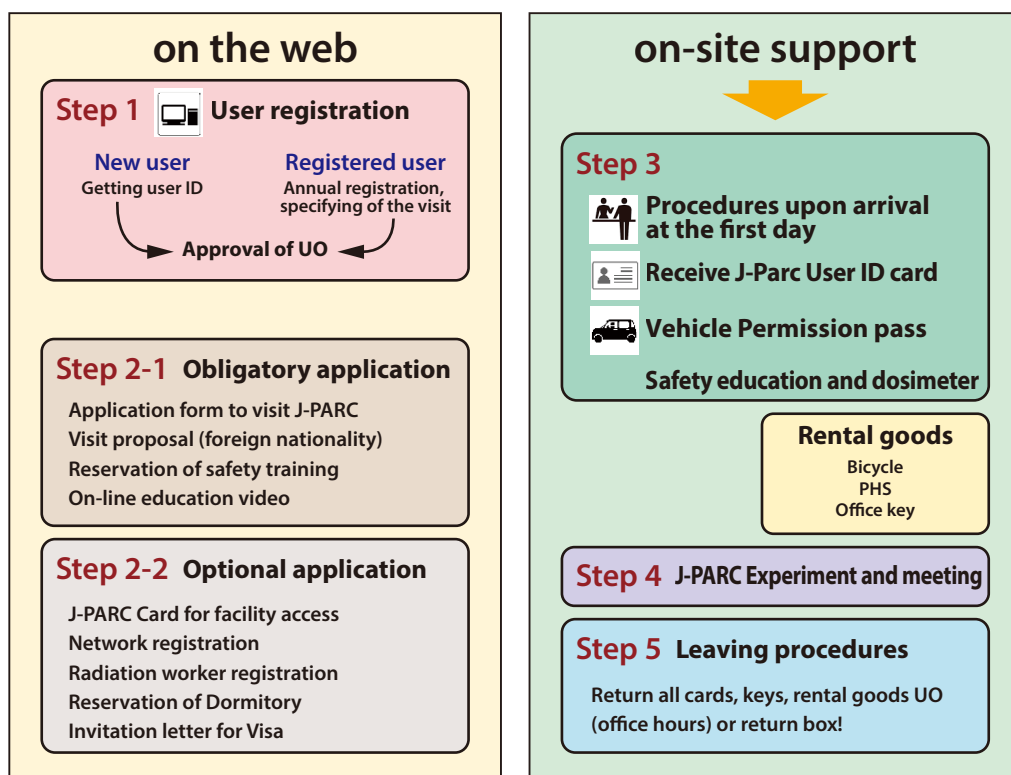 on the web
Step 1 User registration
New user
Getting user ID
Registered user
Annual registration,
specifying of the visit
Approval of UO
Step 2-1 Obligatory application
Application form to visit J-PARC
Visit proposal (foreign nationality)
Reservation of safety training
On-line education video
Step 2-2 Optional application
J-PARC Card for facility access
Network registration
Radiation worker registration
Reservation of Dormitory
Invitation letter for Visa
on-site support
Step 3
Procedures upon arrival
at the first day
Receive J-Parc User ID card
Vehicle Permission pass
Safety education and dosimeter
Rental goods
Bicycle
PHS
Office key
Step 4 J-PARC Experiment and meeting
Step 5 Leaving procedures
Return all cards, keys, rental goods UO
(office hours) or return box!